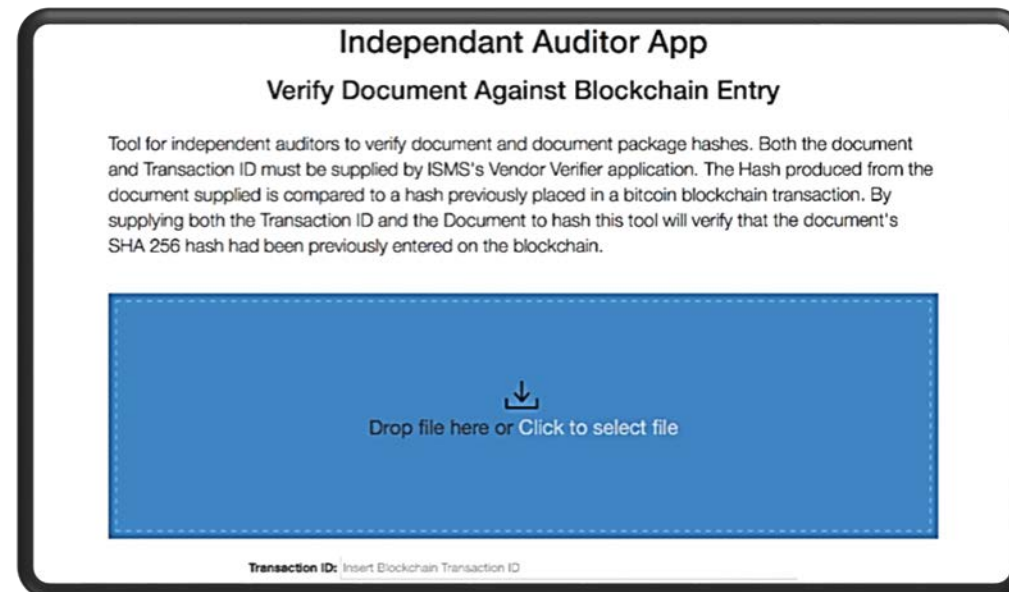 Independant Auditor App
Verify Document Against Blockchain Entry
Tool for independent auditors to verify document and document package hashes. Both the document
and Transaction ID must be supplied by ISMS's Vendor Verifier application. The Hash produced from the
document supplied is compared to a hash previously placed in a bitcoin blockchain transaction. By
supplying both the Transaction ID and the Document to hash this tool will verify that the document's
SHA 256 hash had been previously entered on the blockchain.
Drop file here or Click to select file
Transaction ID: Insert Blockchain Transaction ID